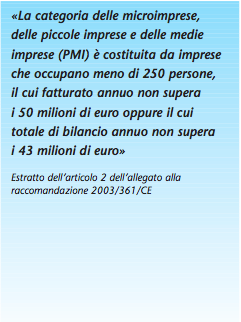 «La categoria delle microimprese,
delle piccole imprese e delle medie
imprese (PMI) è costituita da imprese
che occupano meno di 250 persone,
il cui fatturato annuo non supera
i 50 milioni di euro oppure il cui
totale di bilancio annuo non supera
i 43 milioni di euro»
Estratto dell'articolo 2 dell'allegato alla
raccomandazione 2003/361/CE